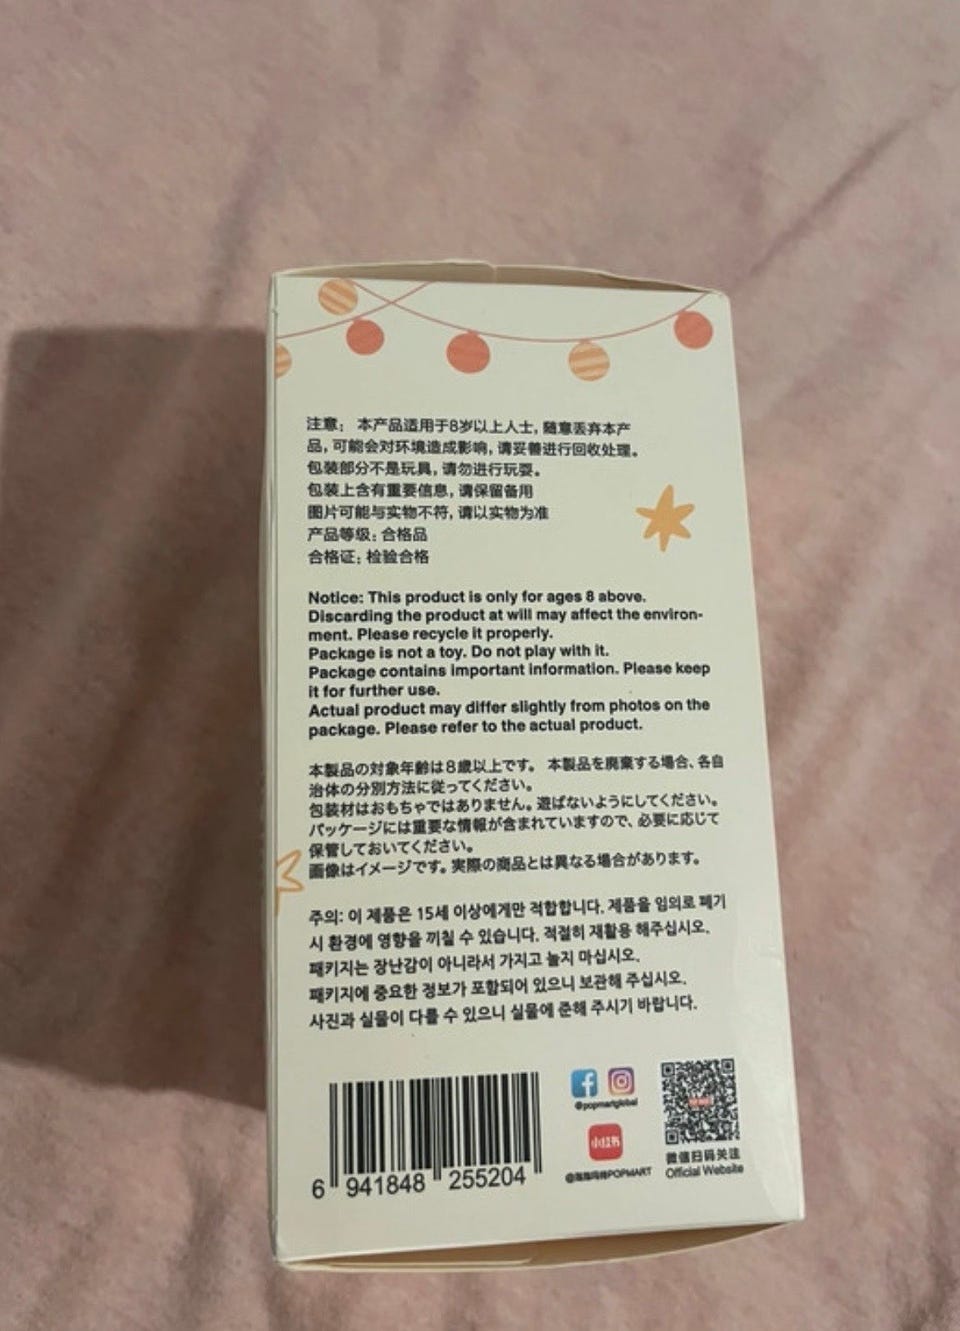 注意：本产品适用于8岁以上人士，随意丢弃本产
品，可能会对环境造成影响，请妥善进行回收处理。
包装部分不是玩具，请勿进行玩耍。
包装上含有重要信息，请保留备用
图片可能与实物不符，请以实物为准
产品等级：合格品
合格证：检验合格
Notice: This product is only for ages 8 above.
Discarding the product at will may affect the environ-
ment. Please recycle it properly.
Package is not a toy. Do not play with it.
Package contains important information. Please keep
it for further use.
Actual product may differ slightly from photos on the
package. Please refer to the actual product.
本製品の対象年齢は8歳以上です。本製品を廃棄する場合、各自
治体の分別方法に従ってください。
包装材はおもちゃではありません。遊ばないようにしてください。
パッケージには重要な情報が含まれていますので、必要に応じて
保管しておいてください。
画像はイメージです。実際の商品とは異なる場合があります。
주의: 이 제품은 15세 이상에게만 적합합니다. 제품을 임의로 폐기
시 환경에 영향을 끼칠 수 있습니다. 적절히 재활용 해주십시오.
패키지는 장난감이 아니라서 가지고 놀지 마십시오.
패키지에 중요한 정보가 포함되어 있으니 보관해 주십시오.
사진과 실물이 다를 수 있으니 실물에 준해 주시기 바랍니다.
6 941848 255204
@popmartglobal
小红书
@泡泡玛特POPMART
微信扫码关注
Official Website